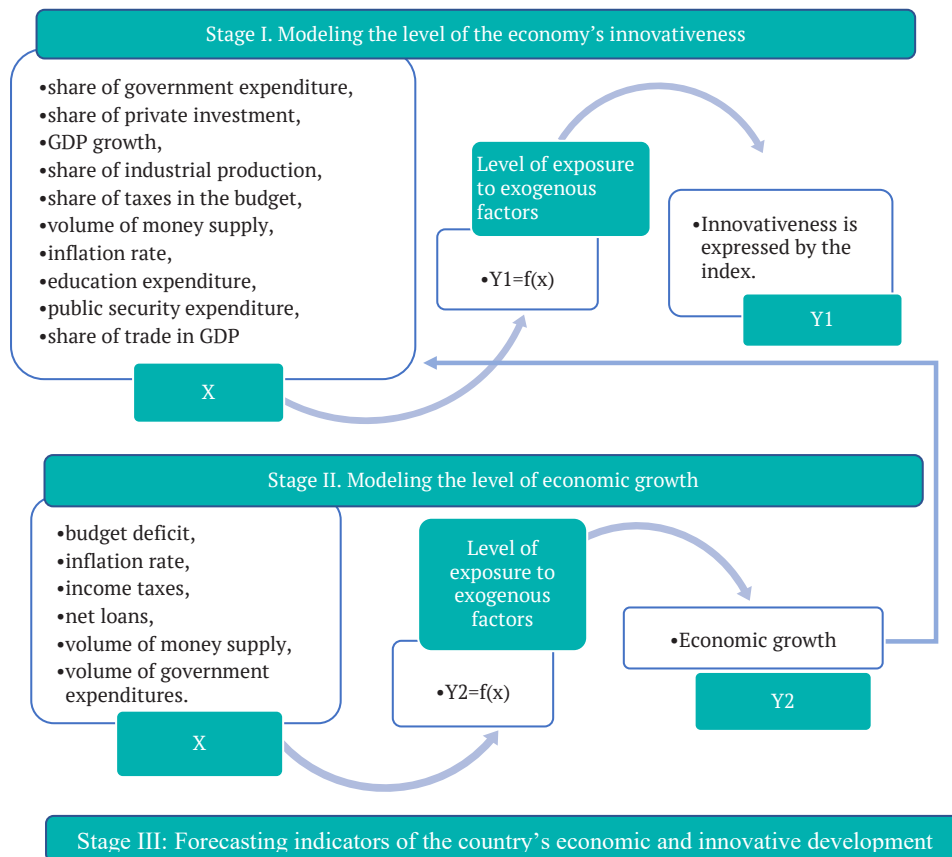 Stage I. Modeling the level of the economy's innovativeness
•share of government expenditure,
•share of private investment,
•GDP growth,
•share of industrial production,
•share of taxes in the budget,
•volume of money supply,
•inflation rate,
•education expenditure,
•public security expenditure,
•share of trade in GDP
X
Level of exposure
to exogenous
factors
•Y1=f(x)
•Innovativeness is
expressed by the
index.
Y1
Stage II. Modeling the level of economic growth
•budget deficit,
•inflation rate,
•income taxes,
•net loans,
•volume of money supply,
•volume of government
expenditures.
X
Level of
exposure to
exogenous
factors
•Y2=f(x)
•Economic growth
Y2
Stage III: Forecasting indicators of the country's economic and innovative development